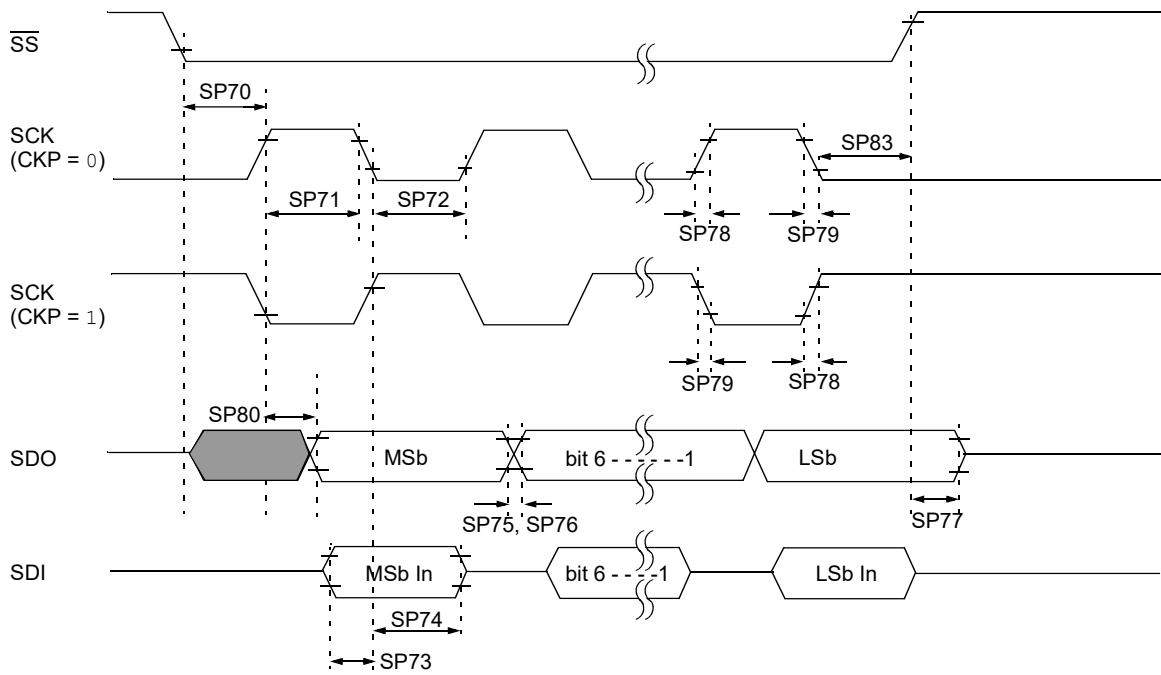 SS
SP70
SCK
(CKP = 0)
SP83
SP71
SP72
SP78
SP79
SCK
(CKP = 1)
SP79
SP78
SP80
SDO
MSb
bit 6 - - - - - -1
LSb
SP75, SP76
SP77
SDI
MSb In
bit 6 - - - - -1
LSb In
SP74
SP73